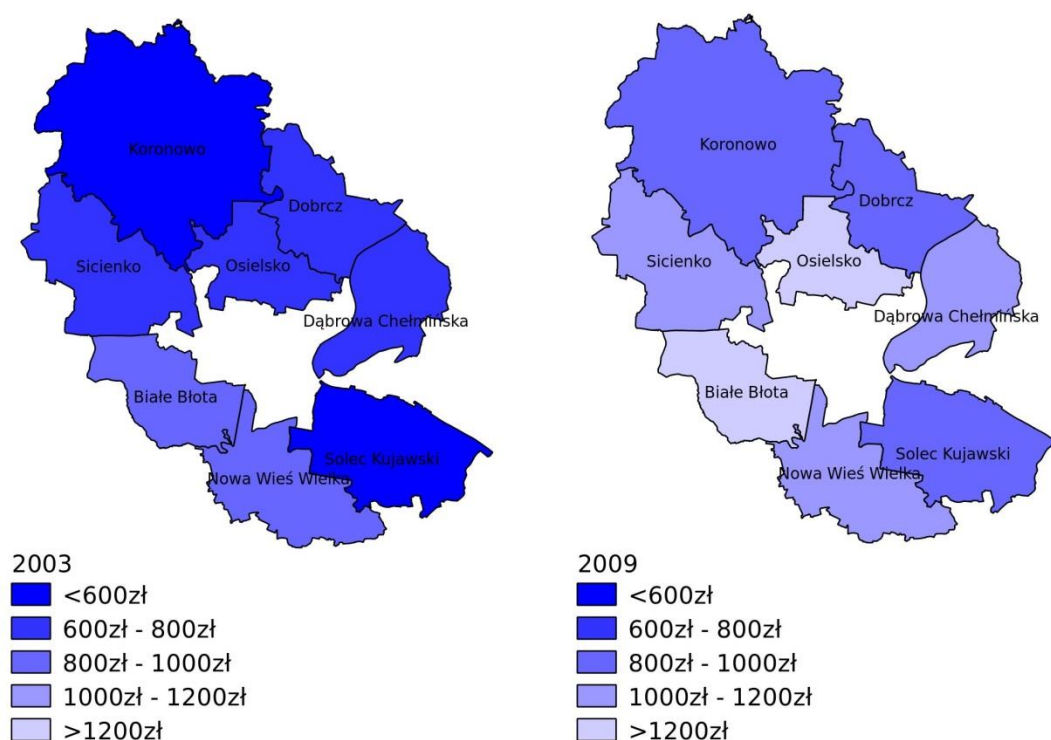 Koronowo
Dobrcz
Sicienko
Osielsko
Dąbrowa Chełmińska
Białe Błota
Solec Kujawski
Nowa Wieś Wielka
2003
<600zł
600zł - 800zł
800zł - 1000zł
1000zł - 1200zł
>1200zł
Koronowo
Dobrcz
Sicienko
Osielsko
Dąbrowa Chełmińska
Białe Błota
Solec Kujawski
Nowa Wieś Wielka
2009
<600zł
600zł - 800zł
800zł - 1000zł
1000zł - 1200zł
>1200zł